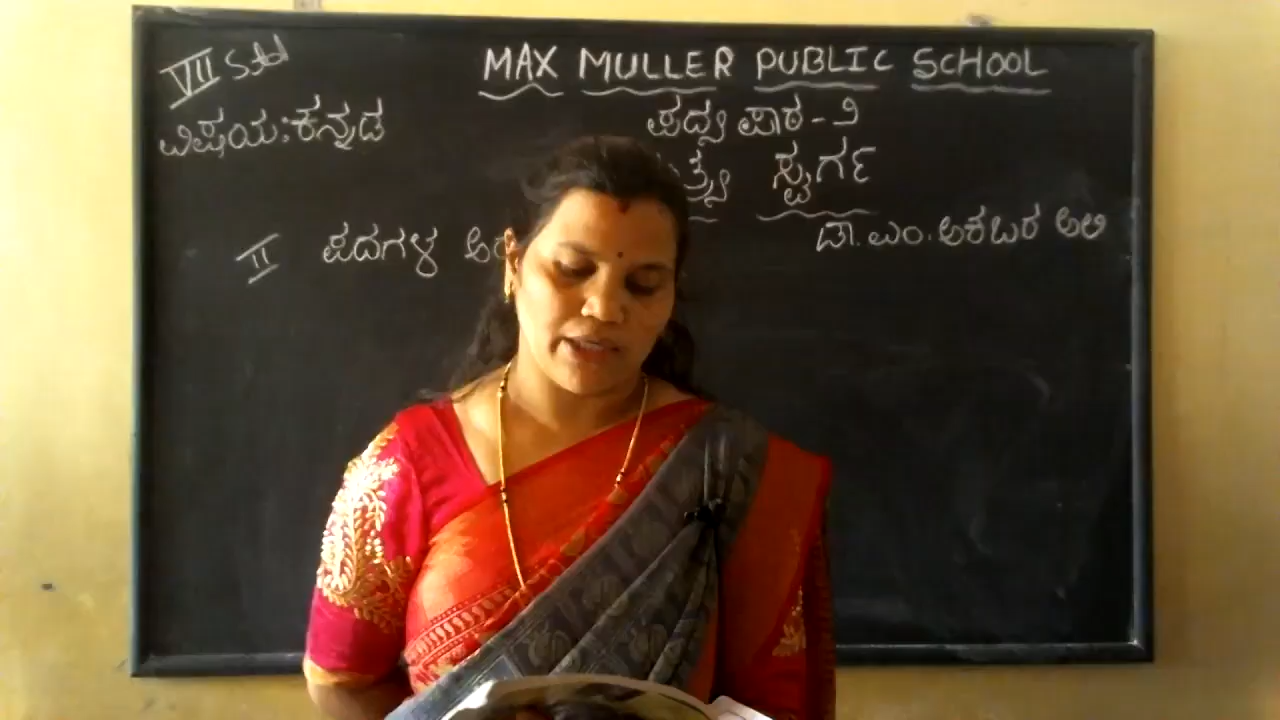 VII Std
MAX MULLER PUBLIC SCHOOL
ವಿಷಯ:ಕನ್ನಡ
ಪದ್ಯ ಪಾಠ - ೨
ಸ್ವರ್ಗ
ಡಾ. ಎಂ. ಅಕಬರ ಅಲಿ
II ಪದಗಳ